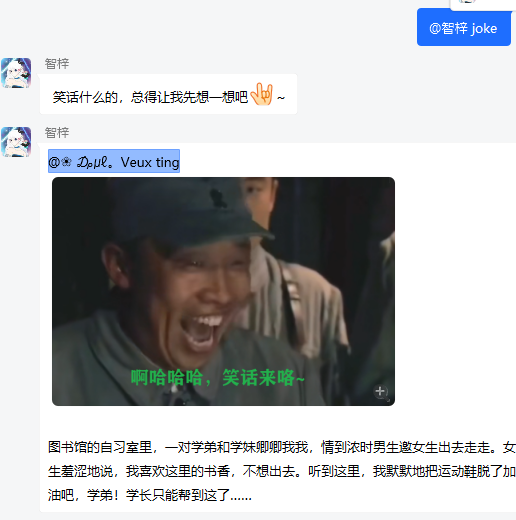 @智梓 joke
智梓
笑话什么的，总得让我先想一想吧🤘~
智梓
@❀ 𝒟ℴμℓ。Veux ting
啊哈哈哈，笑话来咯~
图书馆的自习室里，一对学弟和学妹卿卿我我，情到浓时男生邀女生出去走走。女
生羞涩地说，我喜欢这里的书香，不想出去。听到这里，我默默地把运动鞋脱了加
油吧，学弟！学长只能帮到这了......